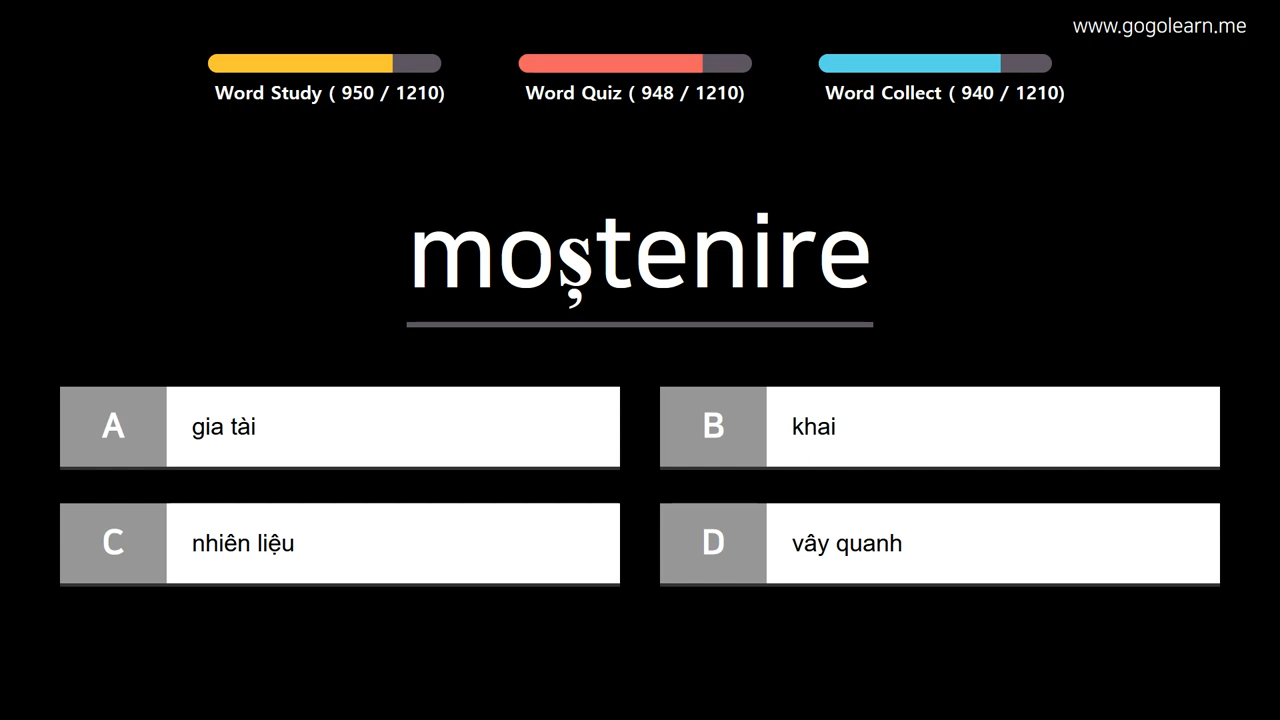 www.gogolearn.me
Word Study ( 950 / 1210)
Word Quiz ( 948 / 1210)
Word Collect ( 940 / 1210)
moștenire
A
gia tài
B
khai
C
nhiên liệu
D
vây quanh